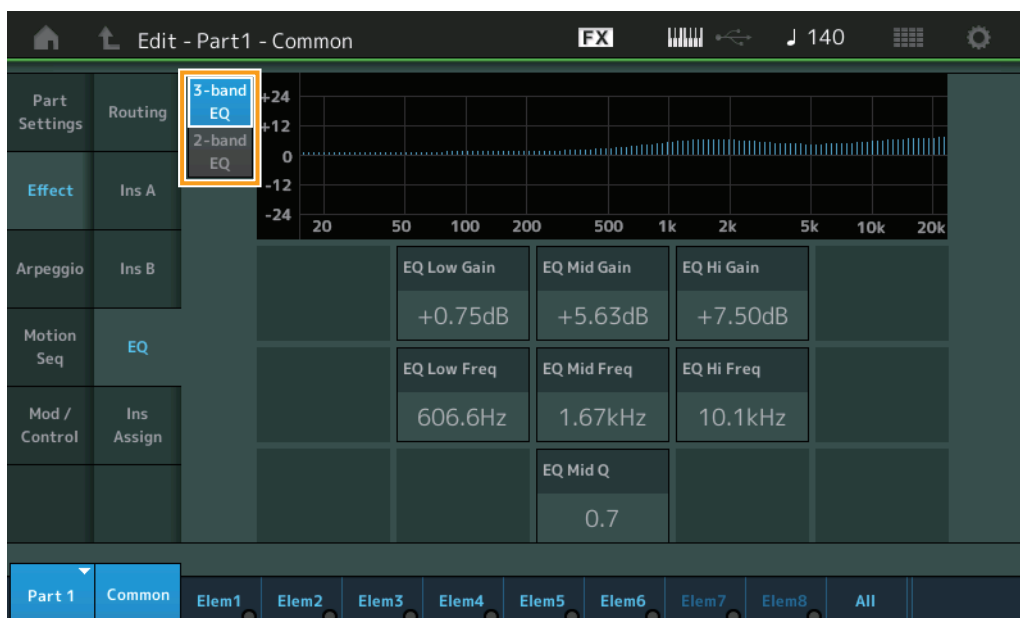 Edit - Part1 - Common
FX
140
Part
Settings
Routing
3-band
EQ
2-band
EQ
+24
+12
0
-12
-24
20 50 100 200 500 1k 2k 5k 10k 20k
Effect
Ins A
Arpeggio
Ins B
EQ Low Gain
+0.75dB
EQ Mid Gain
+5.63dB
EQ Hi Gain
+7.50dB
Motion
Seq
EQ
EQ Low Freq
606.6Hz
EQ Mid Freq
1.67kHz
EQ Hi Freq
10.1kHz
Mod /
Control
Ins
Assign
EQ Mid Q
0.7
Part 1
Common
Elem1
Elem2
Elem3
Elem4
Elem5
Elem6
Elem7
Elem8
All